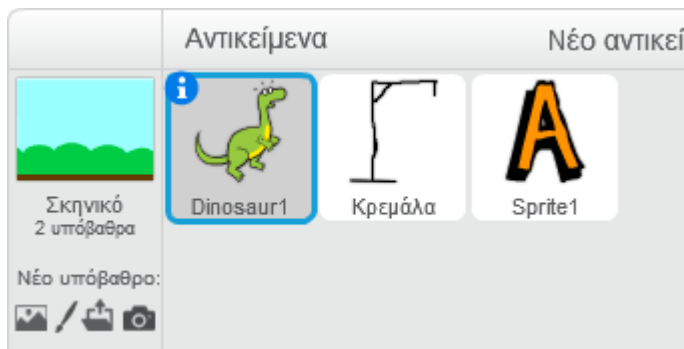 Αντικείμενα
Νέο αντικεί
Σκηνικό
2 υπόβαθρα
Νέο υπόβαθρο:
i
Dinosaur1
Κρεμάλα
A
Sprite1